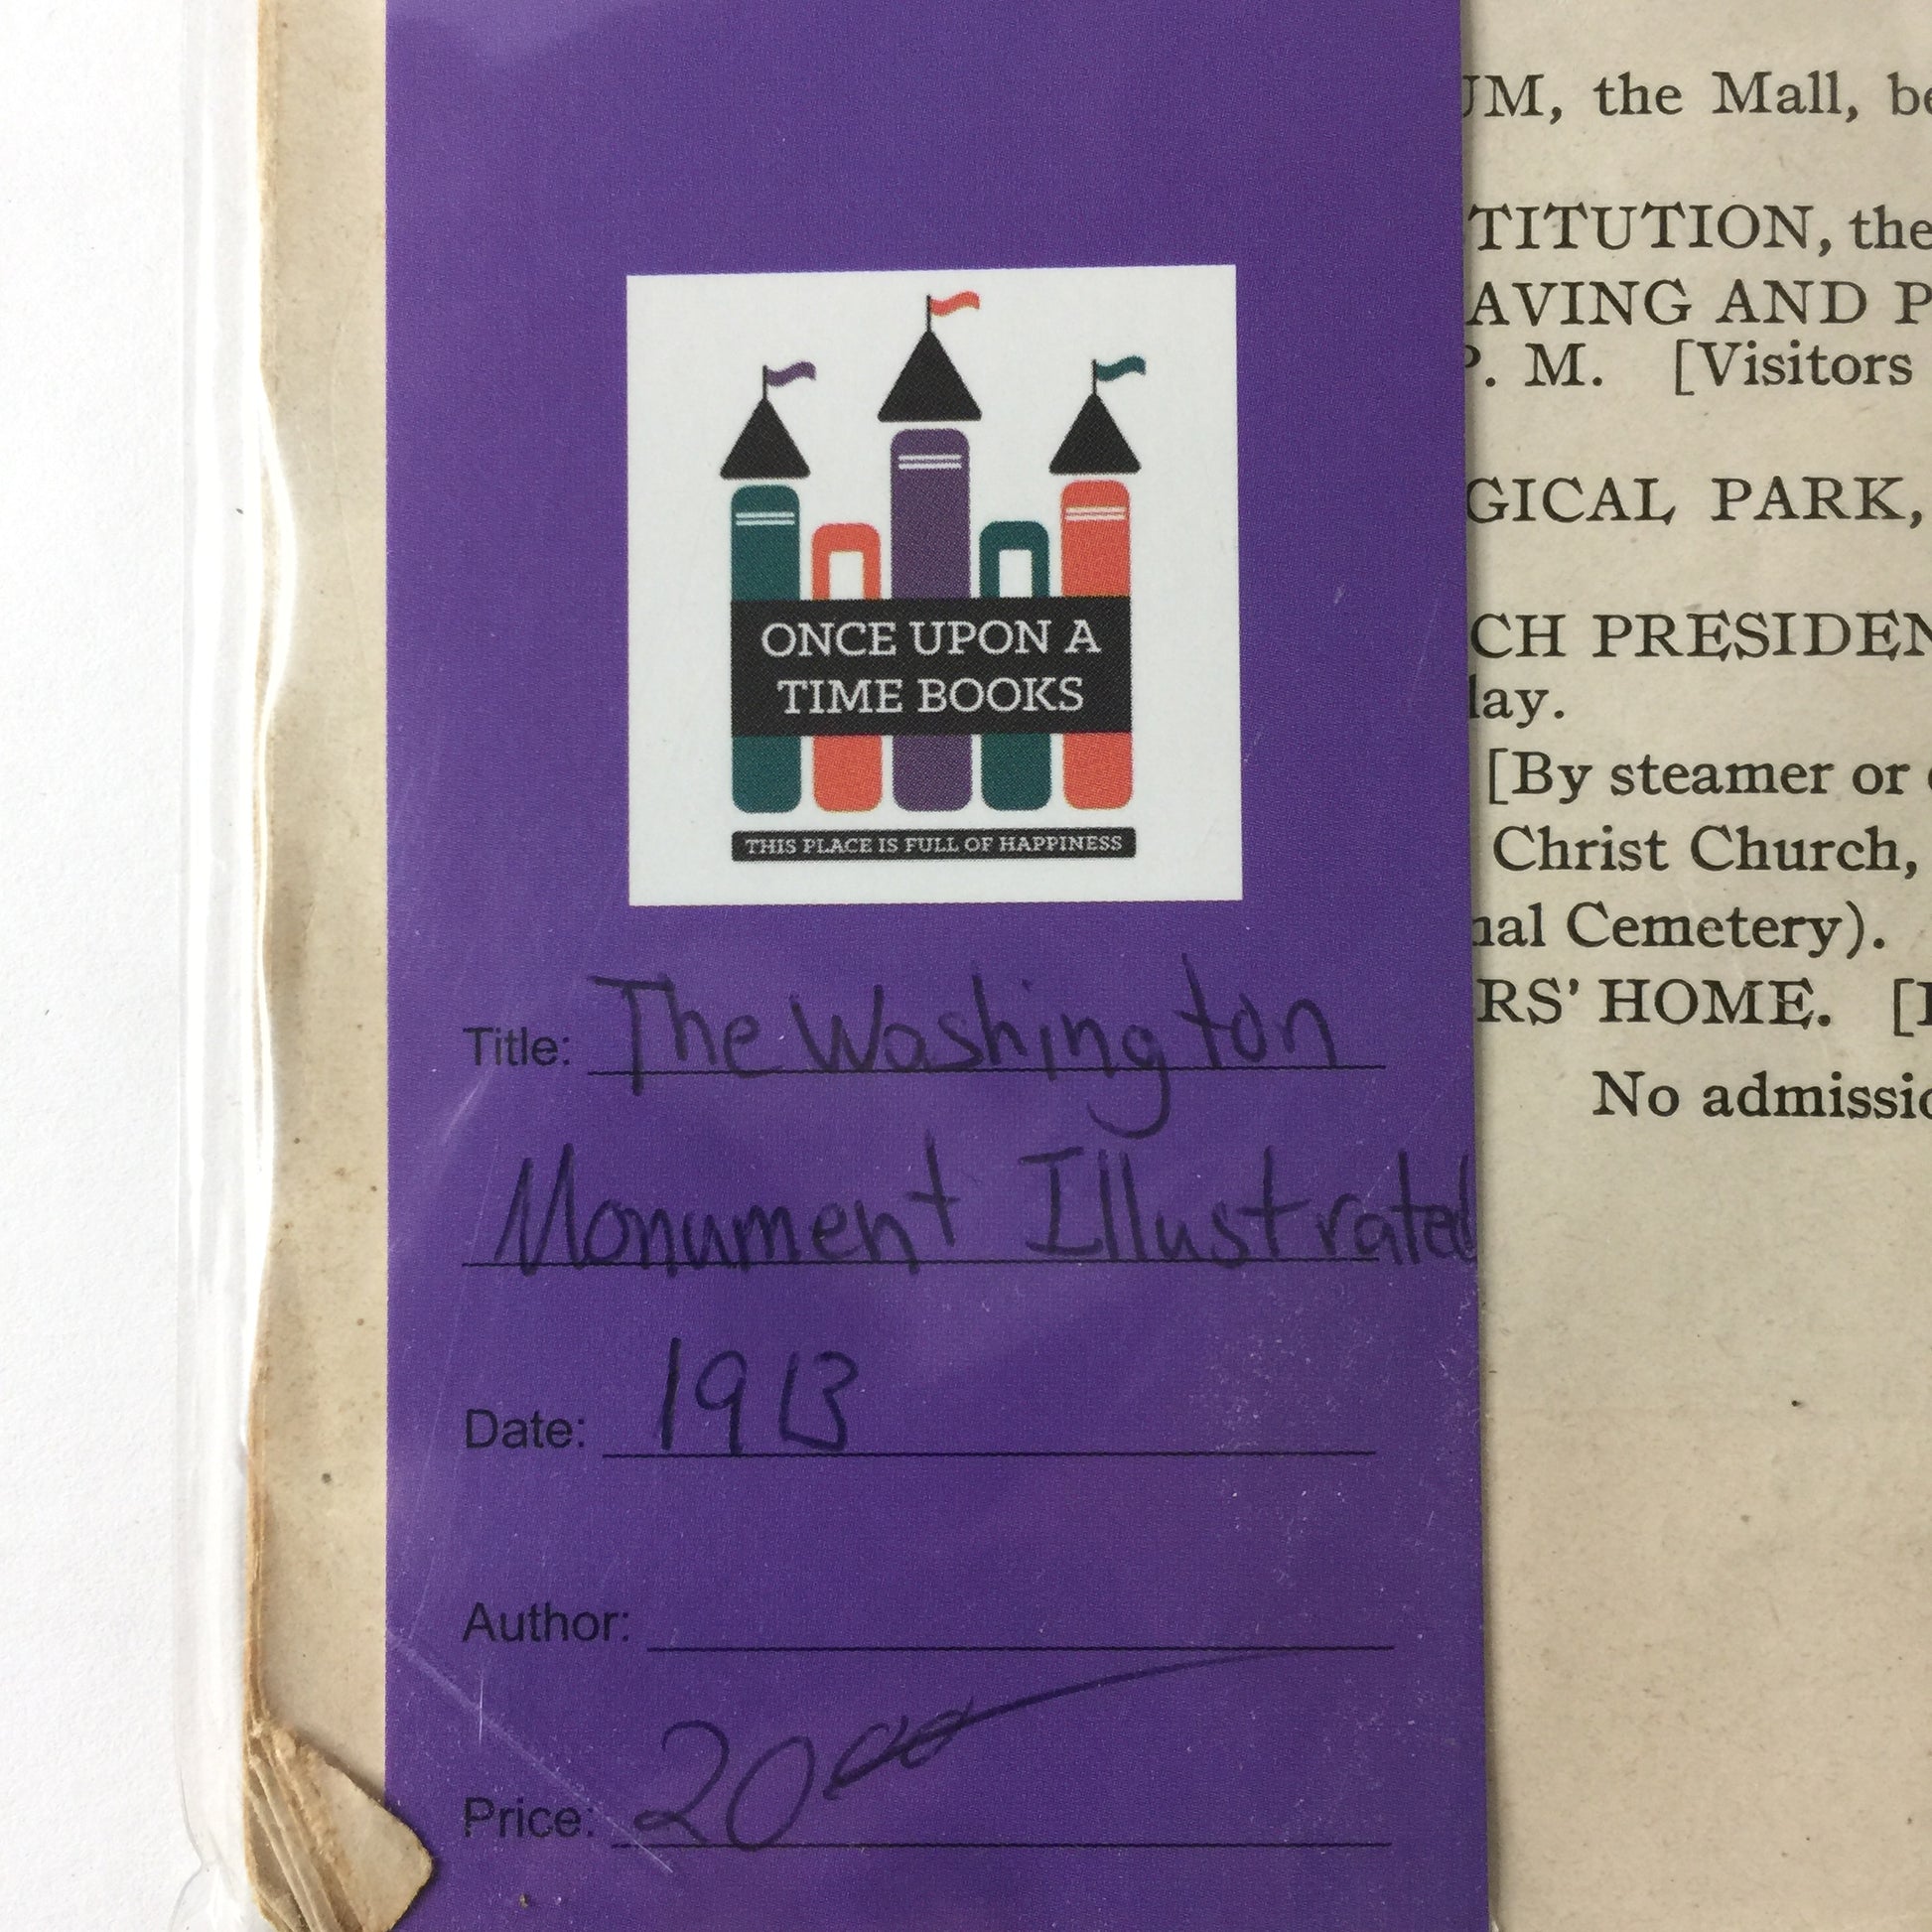 ONCE UPON A
TIME BOOKS
THIS PLACE IS FULL OF HAPPINESS
Title: The Washington
Monument Illustrated
Date: 1913
Author:
Price: 20 00
UM, the Mall, be
TITUTION, the
AVING AND P
P. M. [Visitors
GICAL PARK,
CH PRESIDEN
lay.
[By steamer or
Christ Church,
nal Cemetery).
RS' HOME. [
No admissio